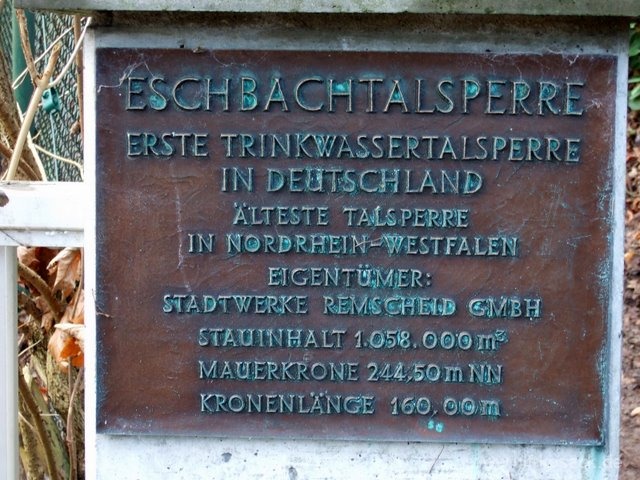 ESCHBACHTALSPERRE
ERSTE TRINKWASSERTALSPERRE
IN DEUTSCHLAND
ÄLTESTE TALSPERRE
IN NORDRHEIN-WESTFALEN
EIGENTÜMER:
STADTWERKE REMSCHEID GMBH
STAUINHALT 1.058.000 m³
MAUERKRONE 244,50 m NN
KRONENLÄNGE 160,00 m